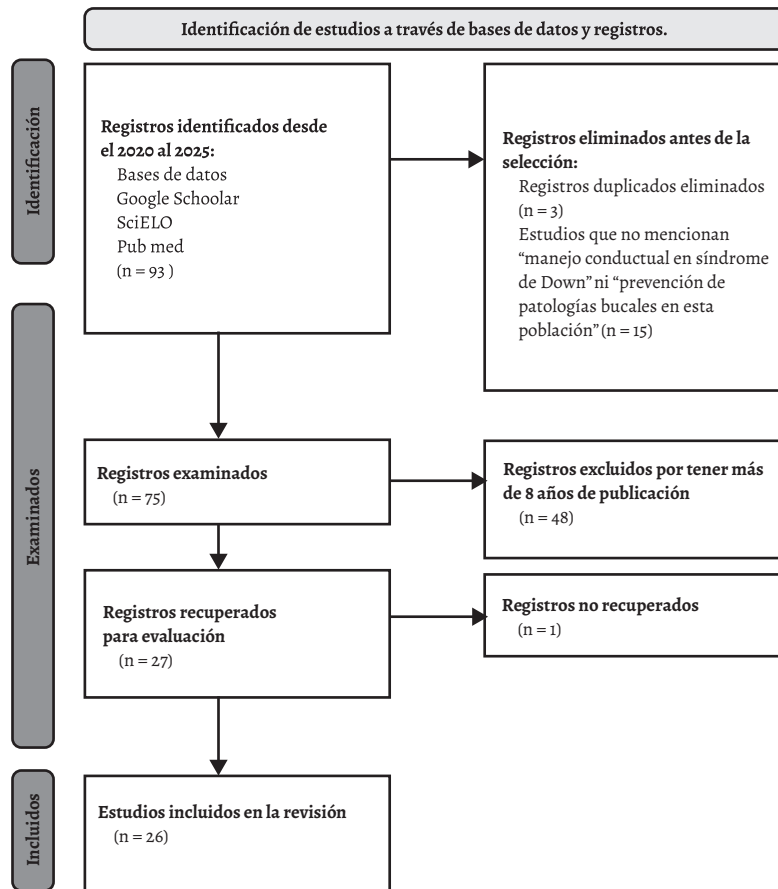 Identificación de estudios a través de bases de datos y registros.
Identificación
Registros identificados desde
el 2020 al 2025:
Bases de datos
Google Schoolar
SciELO
Pub med
(n = 93 )
Registros eliminados antes de la
selección:
Registros duplicados eliminados
(n = 3)
Estudios que no mencionan
“manejo conductual en síndrome
de Down” ni “prevención de
patologías bucales en esta
población” (n = 15)
Examinados
Registros examinados
(n = 75)
Registros excluidos por tener más
de 8 años de publicación
(n = 48)
Registros recuperados
para evaluación
(n = 27)
Registros no recuperados
(n = 1)
Incluidos
Estudios incluidos en la revisión
(n = 26)